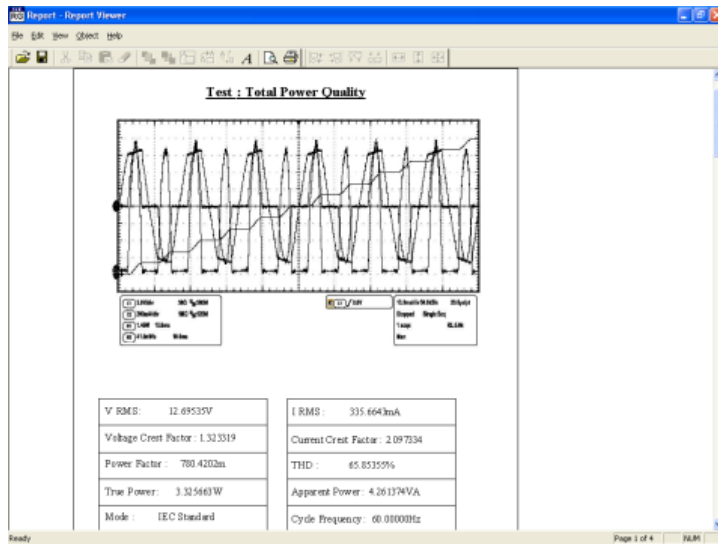 Report - Report Viewer
File Edit View Object Help
Test : Total Power Quality
V RMS: 12.69535V
I RMS : 335.6643mA
Voltage Crest Factor : 1.323319
Current Crest Factor : 2.097334
Power Factor : 780.4202m
THD : 65.85355%
True Power: 3.325663W
Apparent Power: 4.261374VA
Mode : IEC Standard
Cycle Frequency: 60.00000Hz
Ready
Page 1 of 4
NUM